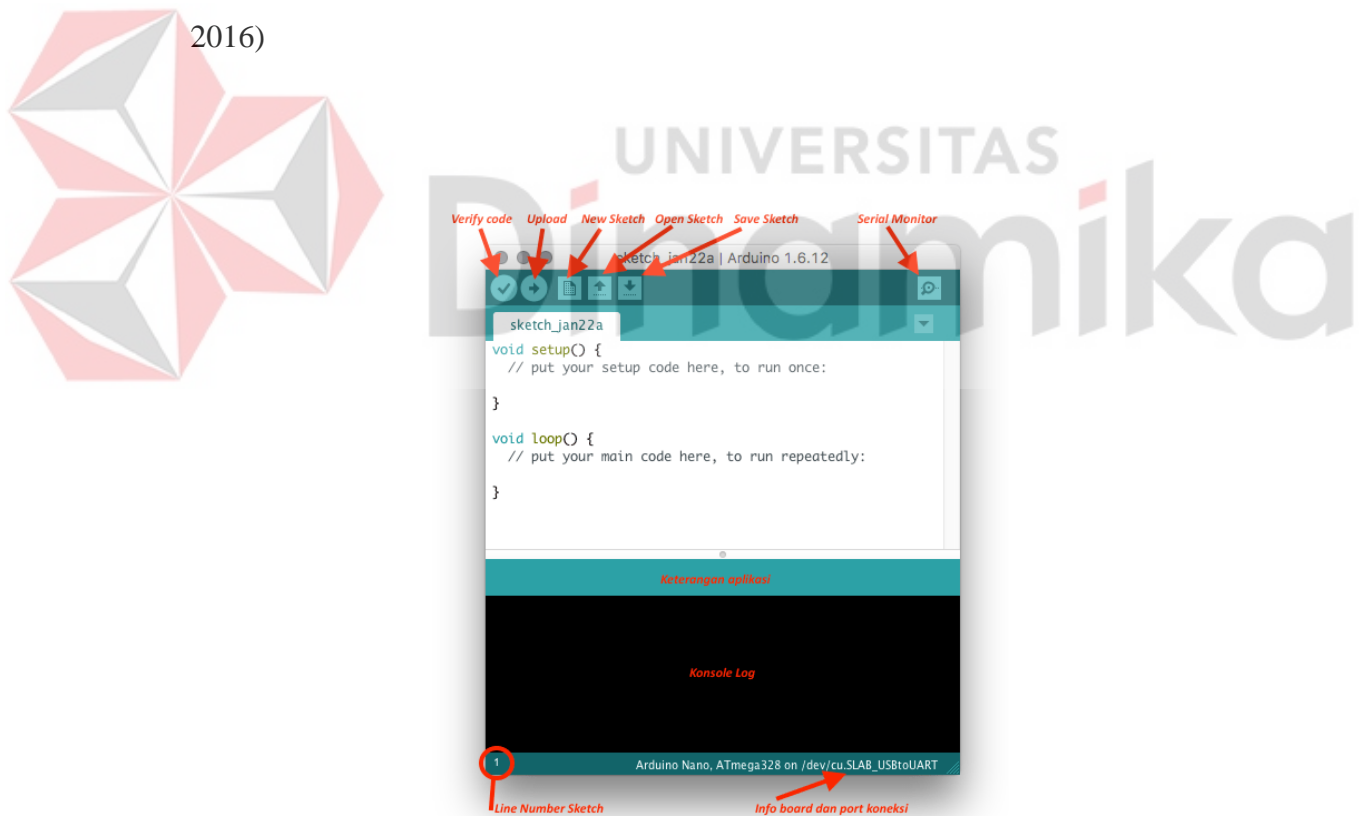 2016)
UNIVERSITAS
Dinamika
Verify code Upload New Sketch Open Sketch Save Sketch Serial Monitor
sketch_jan22a | Arduino 1.6.12
sketch_jan22a
void setup() {
// put your setup code here, to run once:
}
void loop() {
// put your main code here, to run repeatedly:
}
Keterangan aplikasi
Konsole Log
1
Arduino Nano, ATmega328 on /dev/cu.SLAB_USBtoUART
Line Number Sketch
Info board dan port koneksi